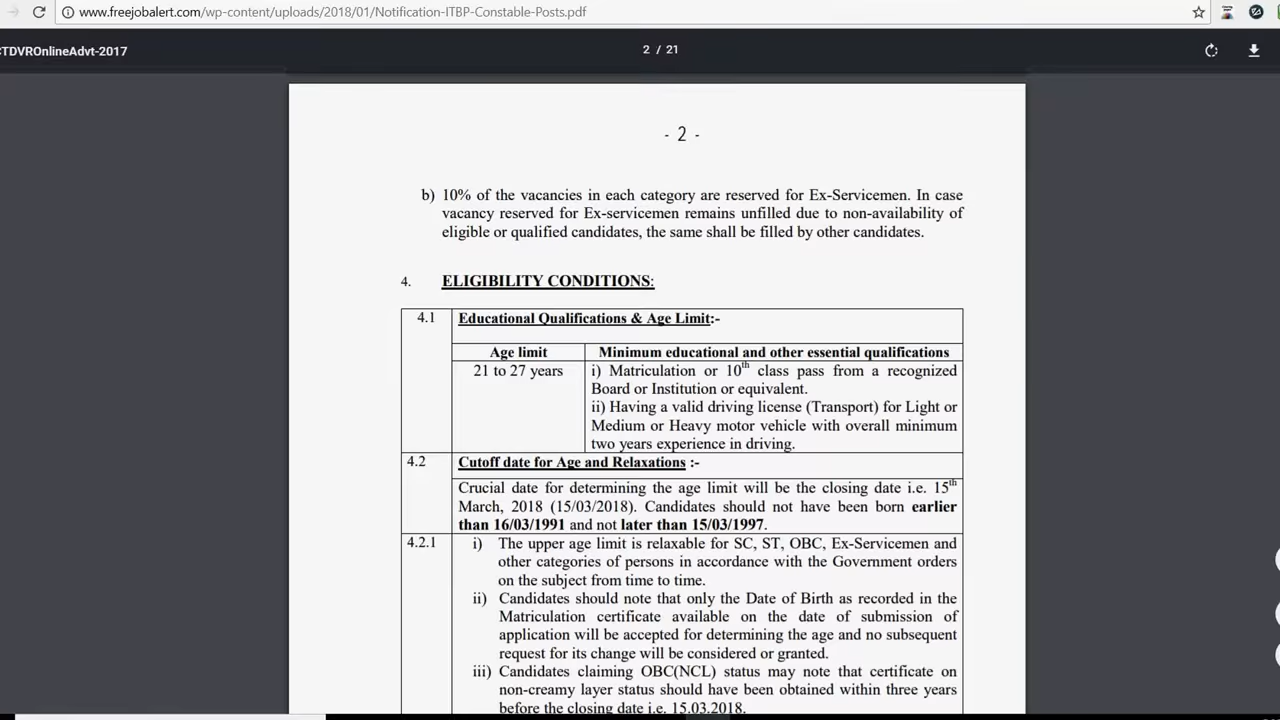 www.freejobalert.com/wp-content/uploads/2018/01/Notification-ITBP-Constable-Posts.pdf
TDVROnlineAdvt-2017
2 / 21
- 2 -
b) 10% of the vacancies in each category are reserved for Ex-Servicemen. In case
vacancy reserved for Ex-servicemen remains unfilled due to non-availability of
eligible or qualified candidates, the same shall be filled by other candidates.
4. ELIGIBILITY CONDITIONS:
4.1 Educational Qualifications & Age Limit:-
Age limit Minimum educational and other essential qualifications
21 to 27 years i) Matriculation or 10th class pass from a recognized
Board or Institution or equivalent.
ii) Having a valid driving license (Transport) for Light or
Medium or Heavy motor vehicle with overall minimum
two years experience in driving.
4.2 Cutoff date for Age and Relaxations :-
Crucial date for determining the age limit will be the closing date i.e. 15th
March, 2018 (15/03/2018). Candidates should not have been born earlier
than 16/03/1991 and not later than 15/03/1997.
4.2.1 i) The upper age limit is relaxable for SC, ST, OBC, Ex-Servicemen and
other categories of persons in accordance with the Government orders
on the subject from time to time.
ii) Candidates should note that only the Date of Birth as recorded in the
Matriculation certificate available on the date of submission of
application will be accepted for determining the age and no subsequent
request for its change will be considered or granted.
iii) Candidates claiming OBC(NCL) status may note that certificate on
non-creamy layer status should have been obtained within three years
before the closing date i.e. 15.03.2018.